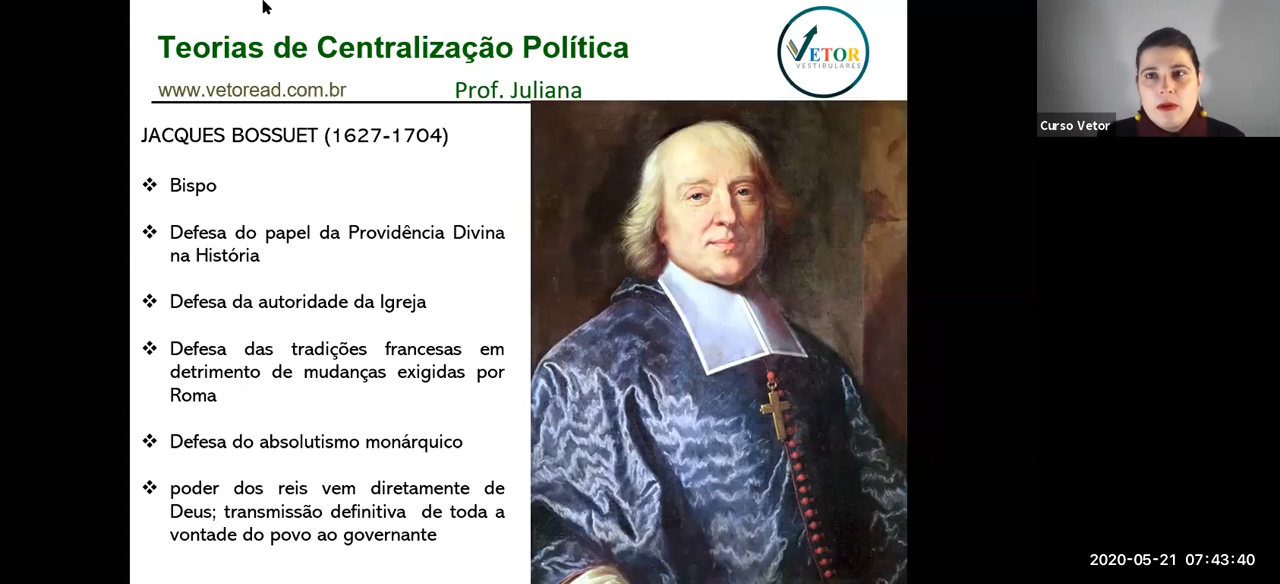 Teorias de Centralização Política
VETOR
VESTIBULARES
www.vetoread.com.br
Prof. Juliana
Curso Vetor
JACQUES BOSSUET (1627-1704)
❖ Bispo
❖ Defesa do papel da Providência Divina
na História
❖ Defesa da autoridade da Igreja
❖ Defesa das tradições francesas em
detrimento de mudanças exigidas por
Roma
❖ Defesa do absolutismo monárquico
❖ poder dos reis vem diretamente de
Deus; transmissão definitiva de toda a
vontade do povo ao governante
2020-05-21 07:43:40